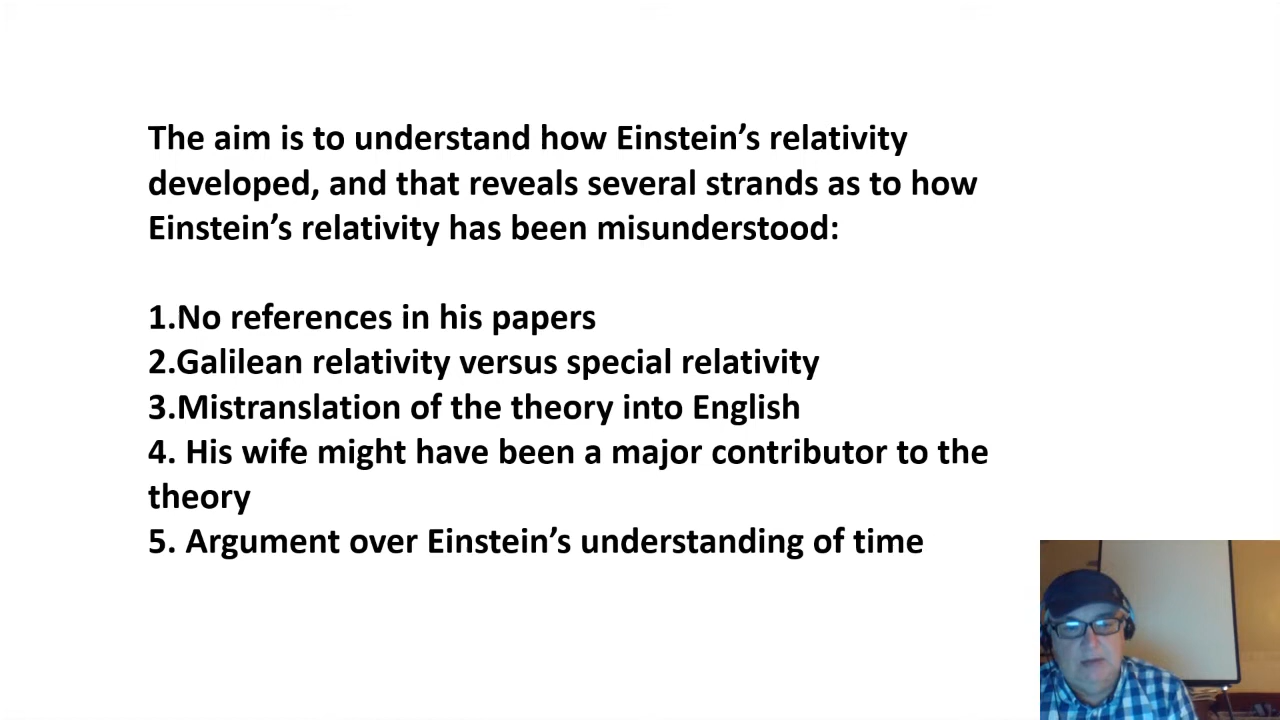 The aim is to understand how Einstein’s relativity
developed, and that reveals several strands as to how
Einstein’s relativity has been misunderstood:
1.No references in his papers
2.Galilean relativity versus special relativity
3.Mistranslation of the theory into English
4. His wife might have been a major contributor to the
theory
5. Argument over Einstein’s understanding of time